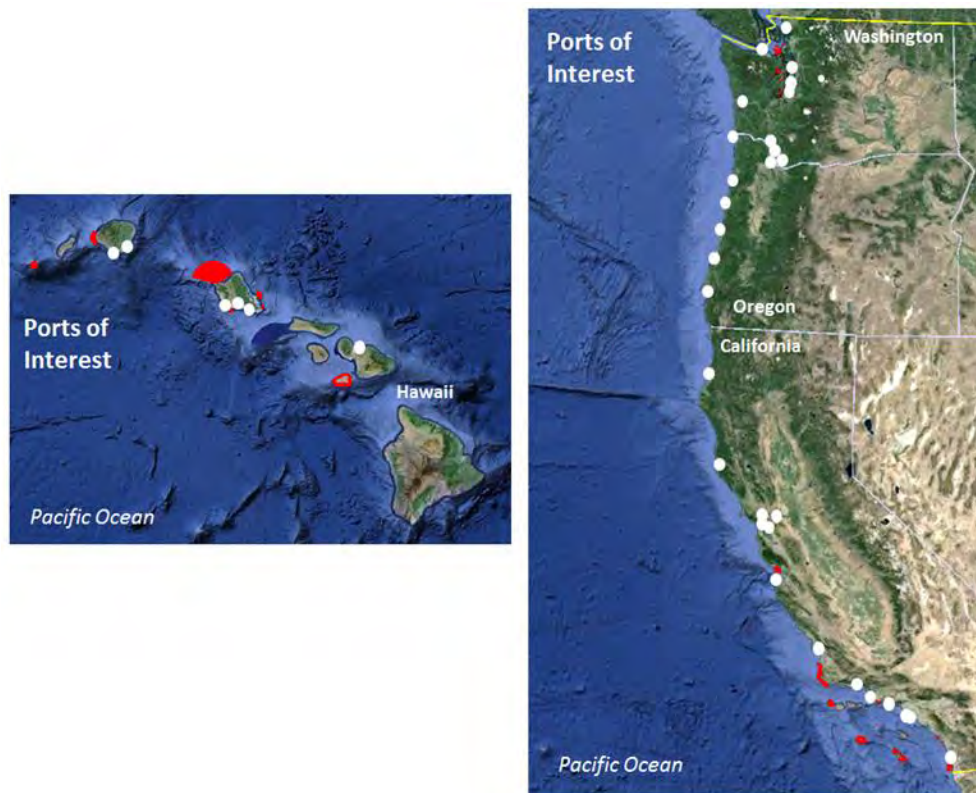 Ports of
Interest
Hawaii
Pacific Ocean
Ports of
Interest
Washington
Oregon
California
Pacific Ocean